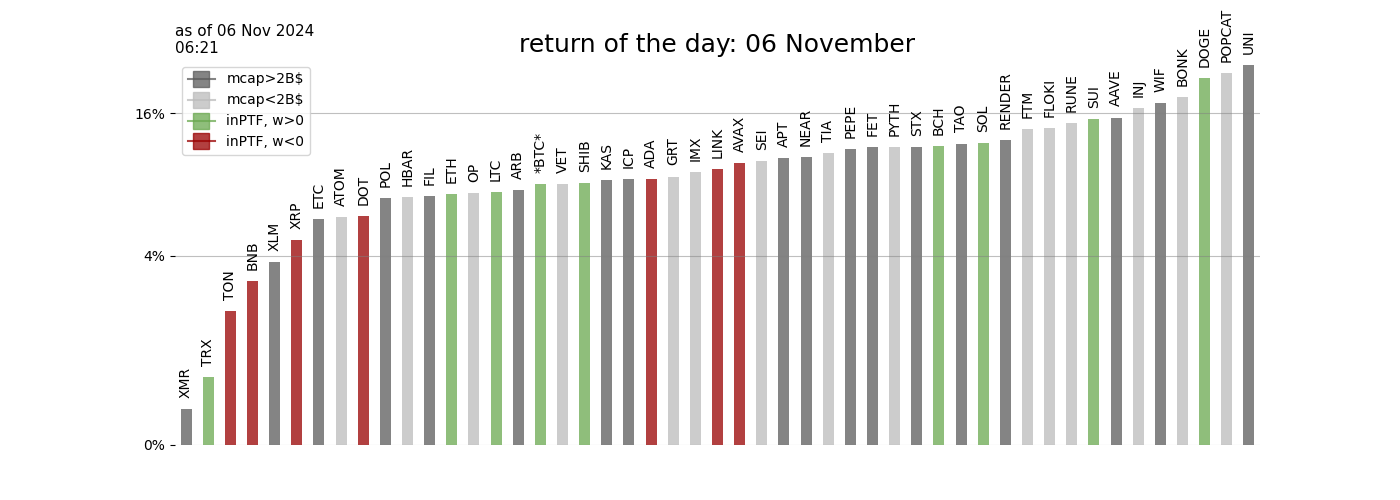 as of 06 Nov 2024
06:21
return of the day: 06 November
mcap>2B$
mcap<2B$
inPTF, w>0
inPTF, w<0
16%
4%
0%
XMR
TRX
TON
BNB
XLM
XRP
ETC
ATOM
DOT
POL
HBAR
FIL
ETH
OP
LTC
ARB
*BTC*
VET
SHIB
KAS
ICP
ADA
GRT
IMX
LINK
AVAX
SEI
APT
NEAR
TIA
PEPE
FET
PYTH
STX
BCH
TAO
SOL
RENDER
FTM
FLOKI
RUNE
SUI
AAVE
INJ
WIF
BONK
DOGE
POPCAT
UNI